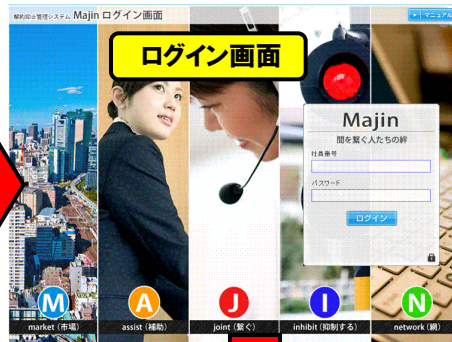 解約抑止管理システム Majin ログイン画面
マニュアル
ログイン画面
Majin
間を繋ぐ人たちの絆
社員番号
パスワード
ログイン
M A J I N
market (市場) assist (補助) joint (繋ぐ) inhibit (抑制する) network (網)